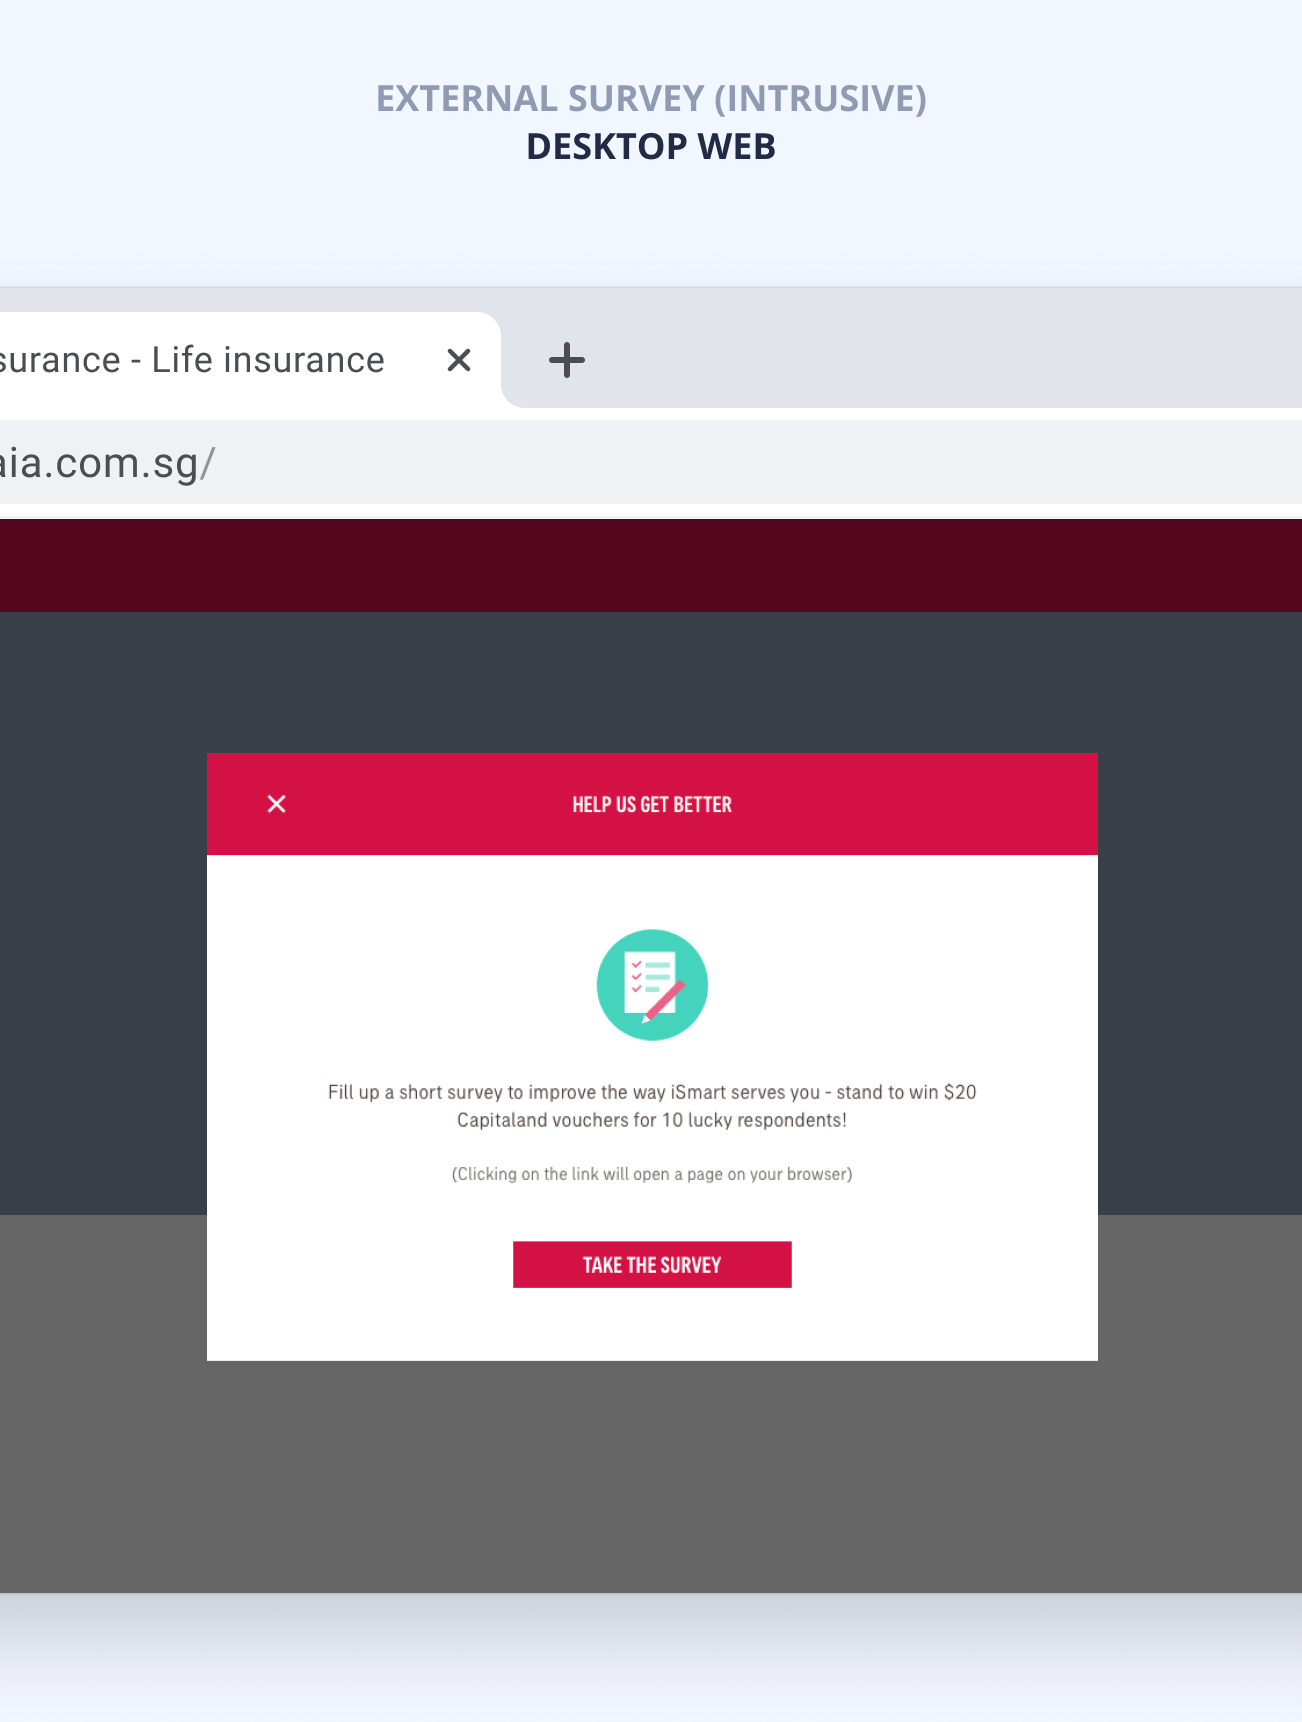 EXTERNAL SURVEY (INTRUSIVE)
DESKTOP WEB
surance - Life insurance
aia.com.sg/
HELP US GET BETTER
Fill up a short survey to improve the way iSmart serves you - stand to win $20
Capitaland vouchers for 10 lucky respondents!
(Clicking on the link will open a page on your browser)
TAKE THE SURVEY